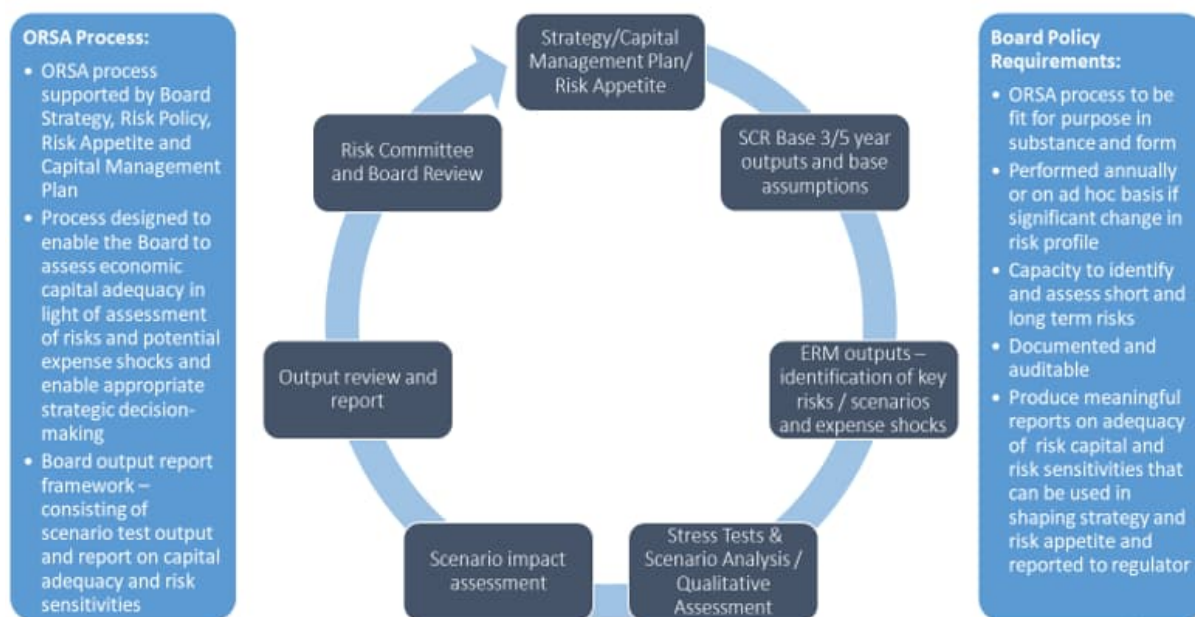 ORSA Process:
• ORSA process
supported by Board
Strategy, Risk Policy,
Risk Appetite and
Capital Management
Plan
• Process designed to
enable the Board to
assess economic
capital adequacy in
light of assessment
of risks and potential
expense shocks and
enable appropriate
strategic decision-
making
• Board output report
framework –
consisting of
scenario test output
and report on capital
adequacy and risk
sensitivities
Strategy/Capital
Management Plan/
Risk Appetite
SCR Base 3/5 year
outputs and base
assumptions
ERM outputs –
identification of key
risks / scenarios
and expense shocks
Stress Tests &
Scenario Analysis /
Qualitative
Assessment
Scenario impact
assessment
Output review and
report
Risk Committee
and Board Review
Board Policy
Requirements:
• ORSA process to be
fit for purpose in
substance and form
• Performed annually
or on ad hoc basis if
significant change in
risk profile
• Capacity to identify
and assess short and
long term risks
• Documented and
auditable
• Produce meaningful
reports on adequacy
of risk capital and
risk sensitivities that
can be used in
shaping strategy and
risk appetite and
reported to regulator